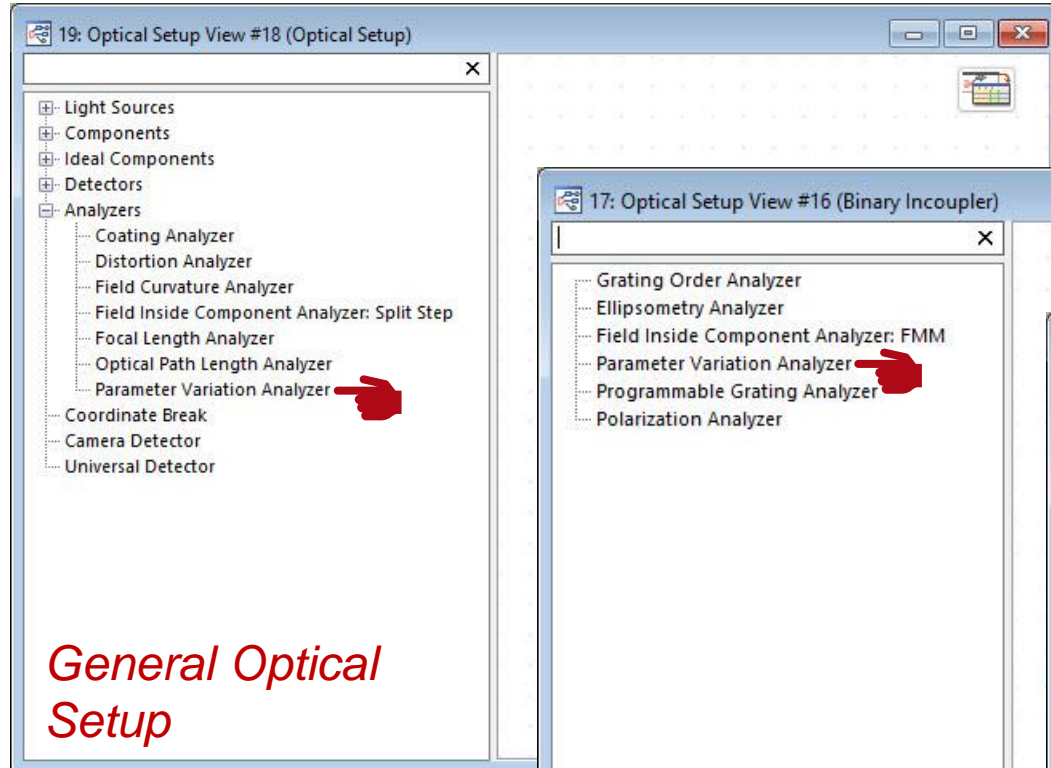 19: Optical Setup View #18 (Optical Setup)
Light Sources
Components
Ideal Components
Detectors
Analyzers
Coating Analyzer
Distortion Analyzer
Field Curvature Analyzer
Field Inside Component Analyzer: Split Step
Focal Length Analyzer
Optical Path Length Analyzer
Parameter Variation Analyzer
Coordinate Break
Camera Detector
Universal Detector
General Optical
Setup
17: Optical Setup View #16 (Binary Incoupler)
Grating Order Analyzer
Ellipsometry Analyzer
Field Inside Component Analyzer: FMM
Parameter Variation Analyzer
Programmable Grating Analyzer
Polarization Analyzer